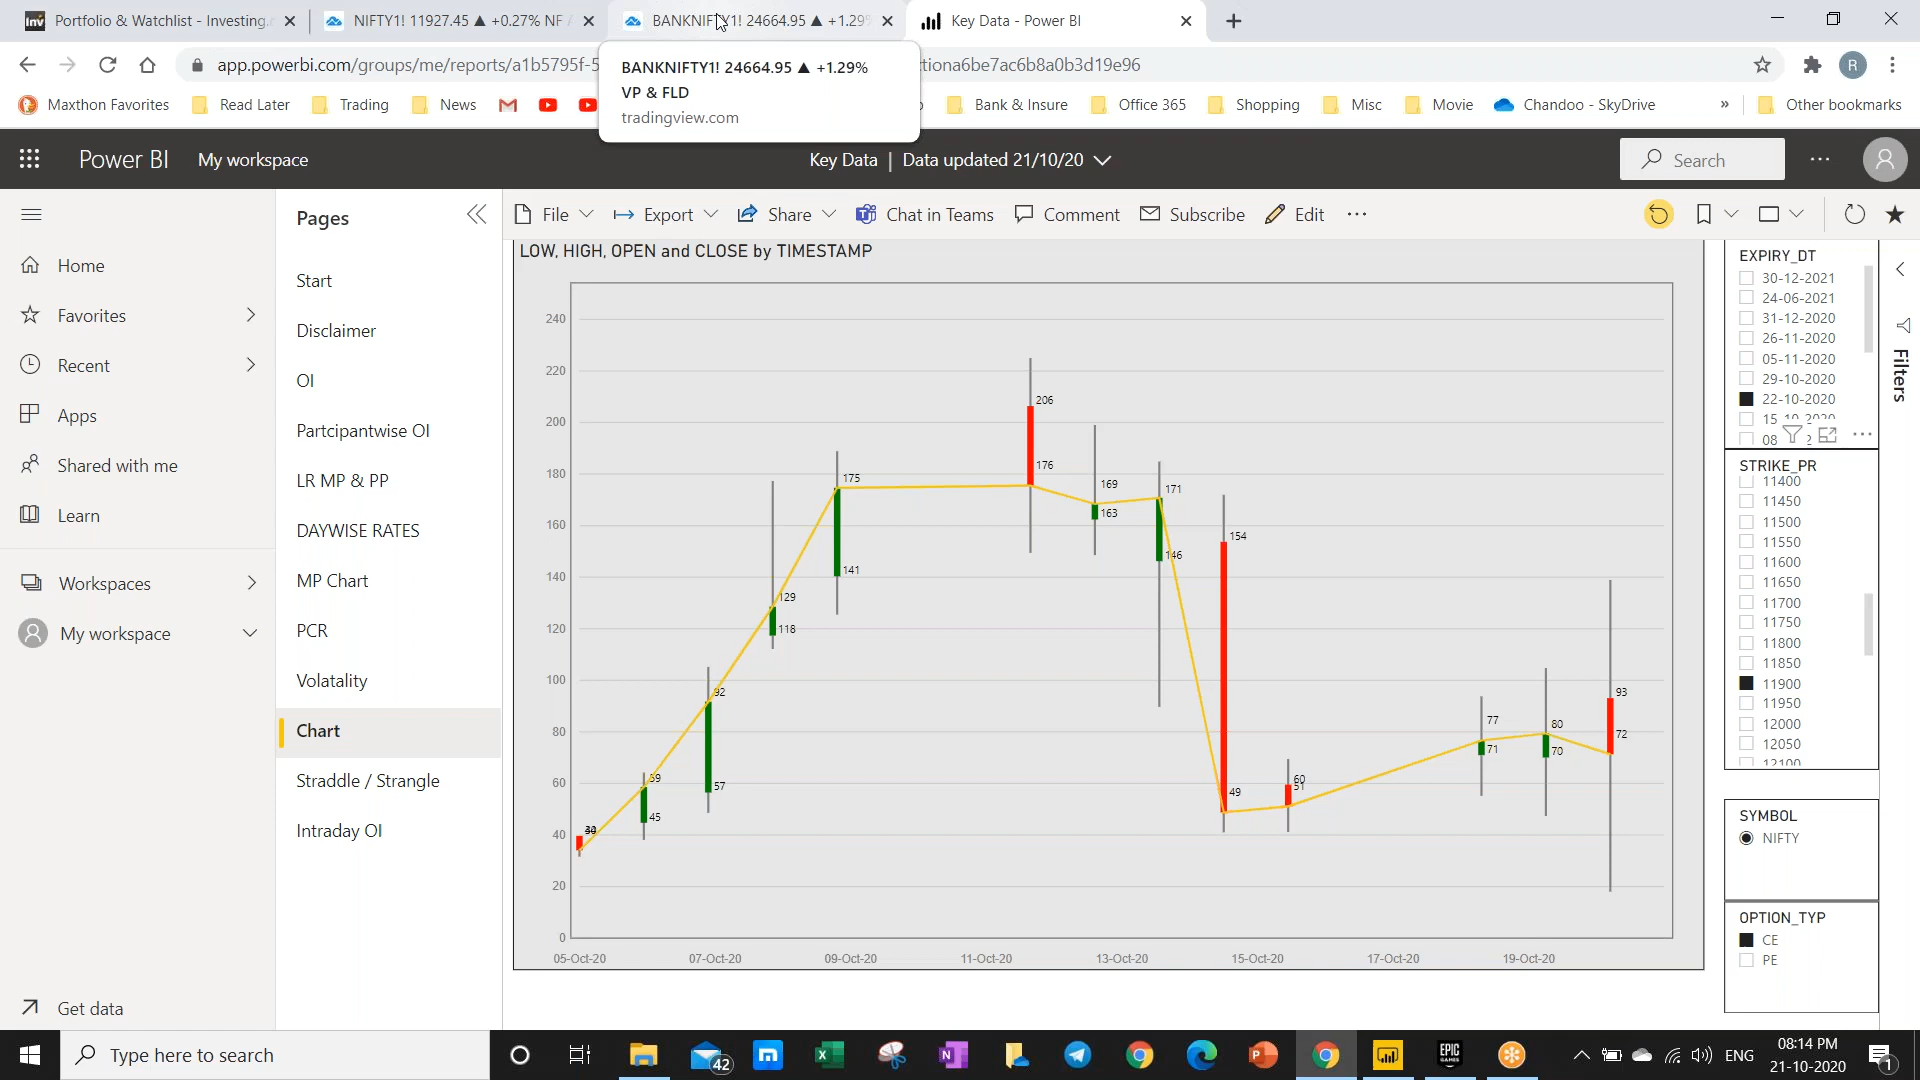 Portfolio & Watchlist - Investing.
NIFTY1! 11927.45 ▲ +0.27% NF
BANKNIFTY1! 24664.95 ▲ +1.29%
Key Data - Power BI
app.powerbi.com/groups/me/reports/a1b5795f-5
tiona6be7ac6b8a0b3d19e96
R
BANKNIFTY1! 24664.95 ▲ +1.29%
VP & FLD
tradingview.com
Maxthon Favorites
Read Later
Trading
News
Bank & Insure
Office 365
Shopping
Misc
Movie
Chandoo - SkyDrive
»
Other bookmarks
Power BI
My workspace
Key Data | Data updated 21/10/20
Search
Pages
File
Export
Share
Chat in Teams
Comment
Subscribe
Edit
Home
Favorites
Recent
Apps
Shared with me
Learn
Workspaces
My workspace
Get data
Start
Disclaimer
OI
Partcipantwise OI
LR MP & PP
DAYWISE RATES
MP Chart
PCR
Volatality
Chart
Straddle / Strangle
Intraday OI
LOW, HIGH, OPEN and CLOSE by TIMESTAMP
240
220
200
180
160
140
120
100
80
60
40
20
0
45
57
92
129
118
175
141
206
176
169
163
171
146
154
49
60
51
77
71
80
70
93
72
05-Oct-20
07-Oct-20
09-Oct-20
11-Oct-20
13-Oct-20
15-Oct-20
17-Oct-20
19-Oct-20
EXPIRY_DT
30-12-2021
24-06-2021
31-12-2020
26-11-2020
05-11-2020
29-10-2020
22-10-2020
Filters
STRIKE_PR
11400
11450
11500
11550
11600
11650
11700
11750
11800
11850
11900
11950
12000
12050
12100
SYMBOL
NIFTY
OPTION_TYP
CE
PE
Type here to search
42
EPIC
GAMES
ENG
08:14 PM
21-10-2020
1